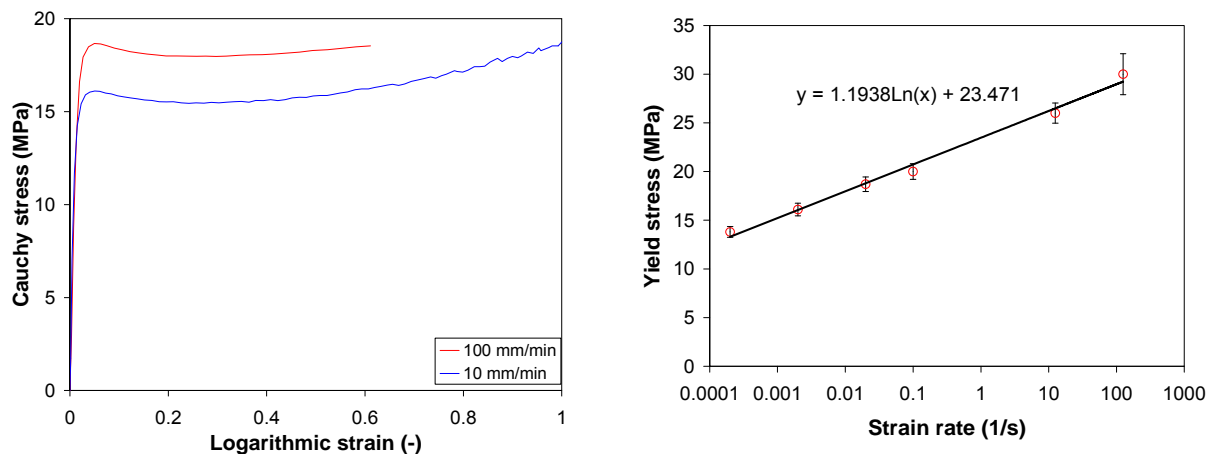 Cauchy stress (MPa)
20
15
10
5
0
100 mm/min
10 mm/min
0 0.2 0.4 0.6 0.8 1
Logarithmic strain (-)
Yield stress (MPa)
35
30
25
20
15
10
5
0
y = 1.1938Ln(x) + 23.471
0.0001 0.001 0.01 0.1 1 10 100 1000
Strain rate (1/s)